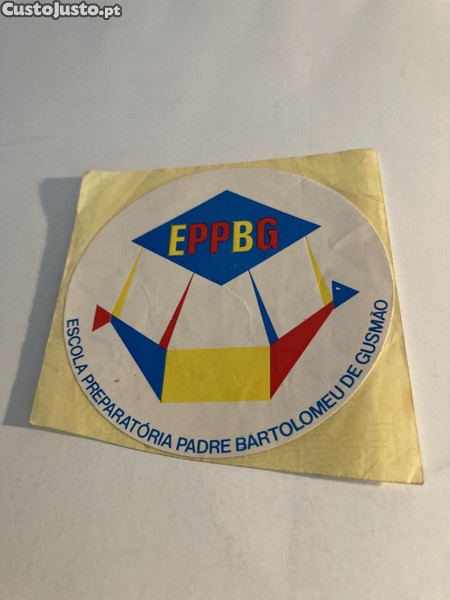 CustoJusto.pt
EPPBG
ESCOLA PREPARATÓRIA PADRE BARTOLOMEU DE GUSMÃO